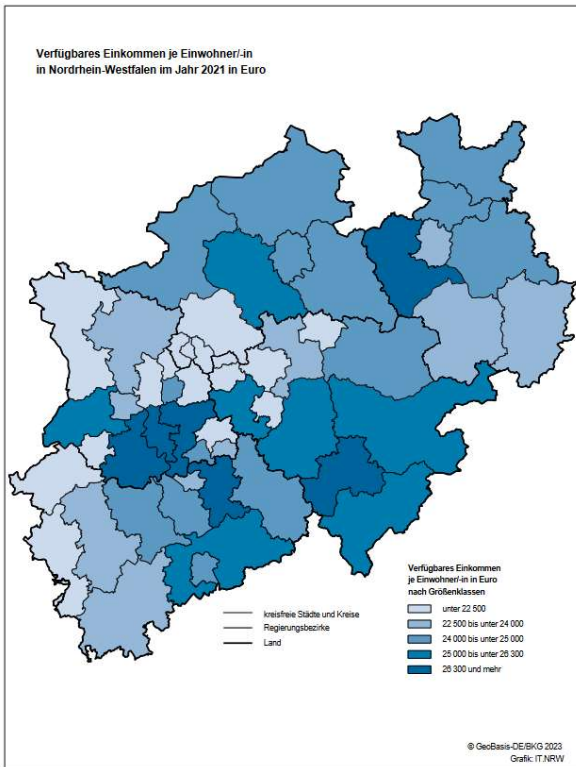 Verfügbares Einkommen je Einwohner/-in
in Nordrhein-Westfalen im Jahr 2021 in Euro
Verfügbares Einkommen
je Einwohner/-in in Euro
nach Größenklassen
unter 22 500
22 500 bis unter 24 000
24 000 bis unter 25 000
25 000 bis unter 26 300
26 300 und mehr
kreisfreie Städte und Kreise
Regierungsbezirke
Land
© GeoBasis-DE/BKG 2023
Grafik: IT.NRW